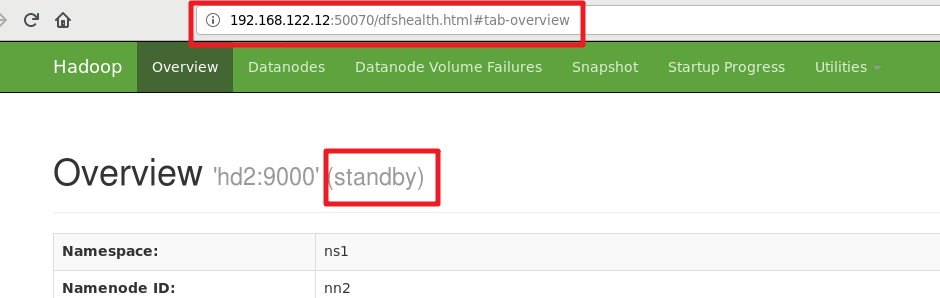 192.168.122.12:50070/dfshealth.html#tab-overview
Hadoop Overview Datanodes Datanode Volume Failures Snapshot Startup Progress Utilities
Overview 'hd2:9000' (standby)
Namespace: ns1
Namenode ID: nn2